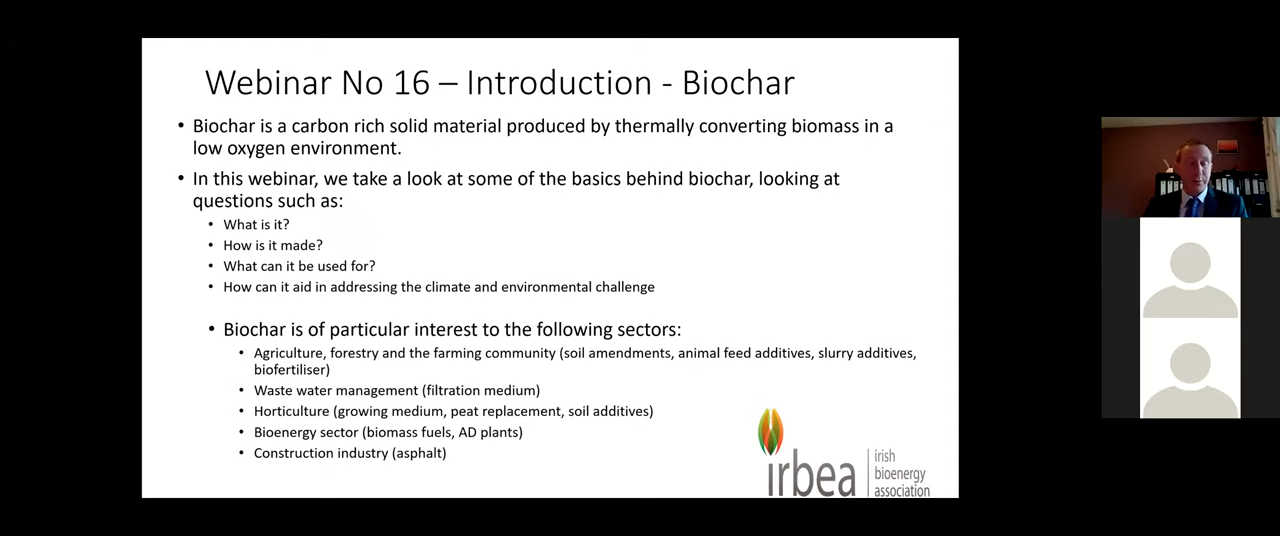 Webinar No 16 – Introduction - Biochar
• Biochar is a carbon rich solid material produced by thermally converting biomass in a
low oxygen environment.
• In this webinar, we take a look at some of the basics behind biochar, looking at
questions such as:
• What is it?
• How is it made?
• What can it be used for?
• How can it aid in addressing the climate and environmental challenge
• Biochar is of particular interest to the following sectors:
• Agriculture, forestry and the farming community (soil amendments, animal feed additives, slurry additives,
biofertiliser)
• Waste water management (filtration medium)
• Horticulture (growing medium, peat replacement, soil additives)
• Bioenergy sector (biomass fuels, AD plants)
• Construction industry (asphalt)
irbea
irish
bioenergy
association